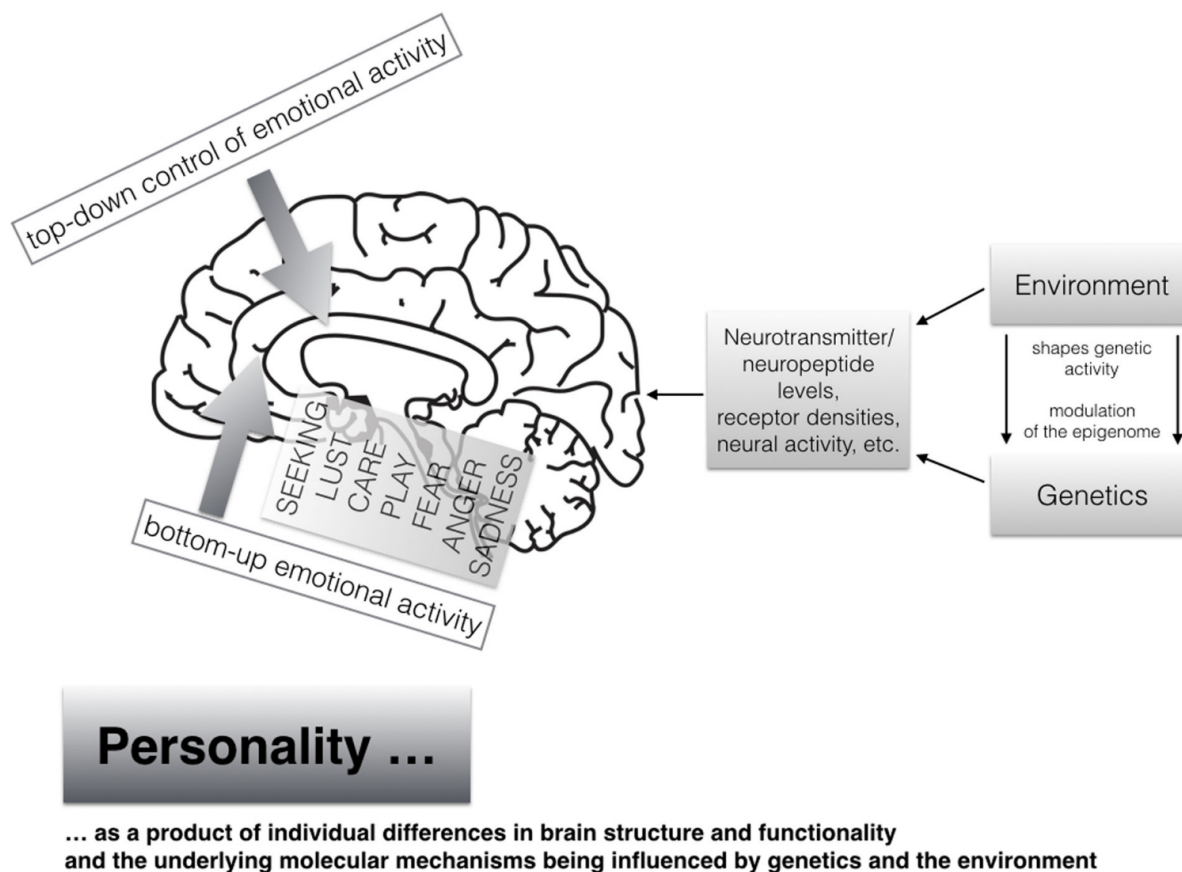 top-down control of emotional activity
Environment
shapes genetic
activity
modulation
of the epigenome
Genetics
Neurotransmitter/
neuropeptide
levels,
receptor densities,
neural activity, etc.
SEEKING
LUST
CARE
PLAY
FEAR
ANGER
SADNESS
bottom-up emotional activity
Personality ...
... as a product of individual differences in brain structure and functionality
and the underlying molecular mechanisms being influenced by genetics and the environment